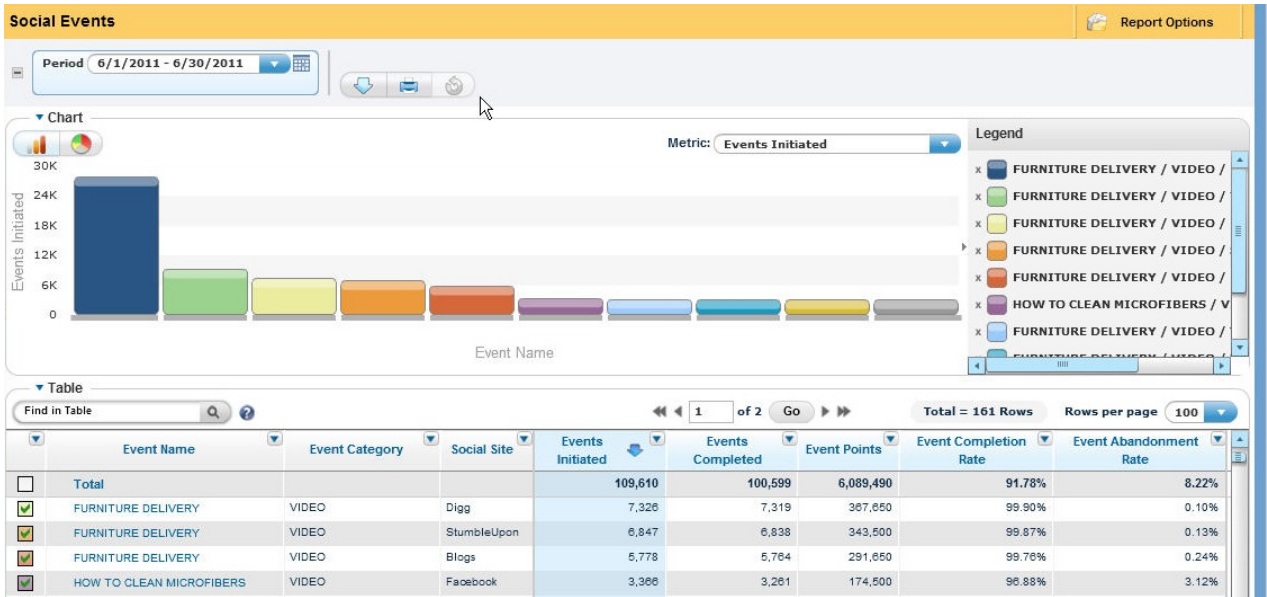 Social Events
Report Options
Period 6/1/2011 - 6/30/2011
Chart
Metric: Events Initiated
Legend
30K
24K
18K
12K
6K
0
Events Initiated
Event Name
x FURNITURE DELIVERY / VIDEO /
x FURNITURE DELIVERY / VIDEO /
x FURNITURE DELIVERY / VIDEO /
x FURNITURE DELIVERY / VIDEO /
x FURNITURE DELIVERY / VIDEO /
x HOW TO CLEAN MICROFIBERS / V
x FURNITURE DELIVERY / VIDEO /
FURNITURE DELIVERY / VIDEO /
Table
Find in Table 1 of 2 Go Total = 161 Rows Rows per page 100
Event Name Event Category Social Site Events Initiated Events Completed Event Points Event Completion Rate Event Abandonment Rate
Total 109,610 100,599 6,089,490 91.78% 8.22%
FURNITURE DELIVERY VIDEO Digg 7,326 7,319 367,650 99.90% 0.10%
FURNITURE DELIVERY VIDEO StumbleUpon 6,847 6,838 343,500 99.87% 0.13%
FURNITURE DELIVERY VIDEO Blogs 5,778 5,764 291,650 99.76% 0.24%
HOW TO CLEAN MICROFIBERS VIDEO Facebook 3,366 3,261 174,500 96.88% 3.12%